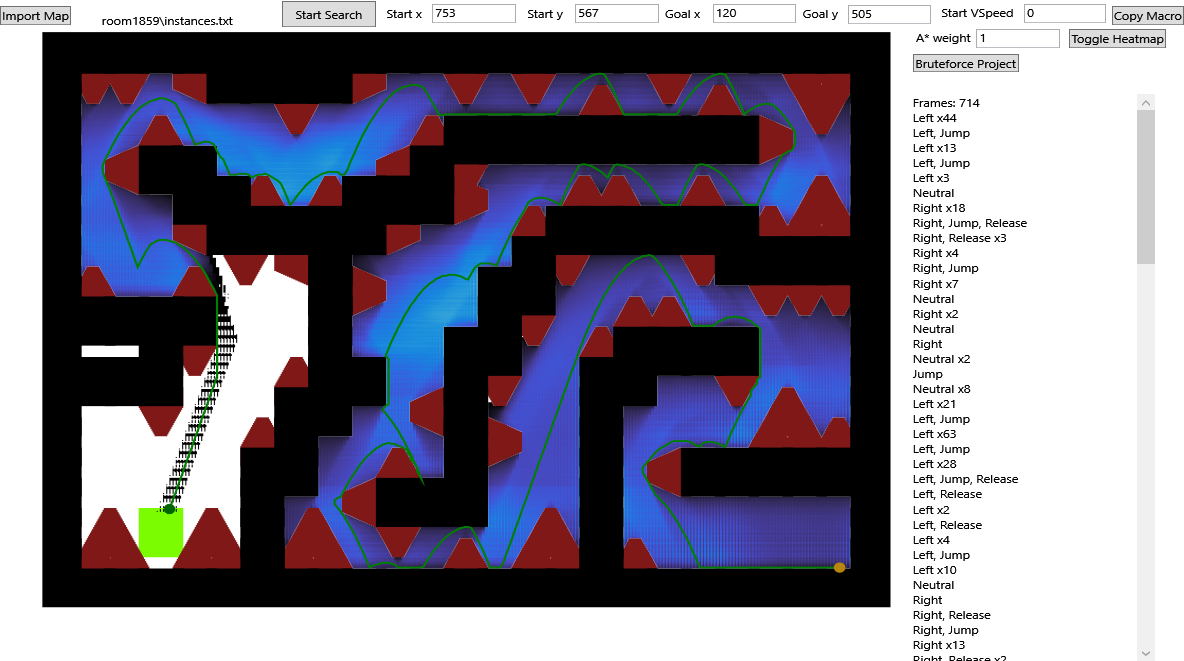 Import Map
room1859\instances.txt
Start Search
Start x 753
Start y 567
Goal x 120
Goal y 505
Start VSpeed 0
Copy Macro
A* weight 1
Toggle Heatmap
Bruteforce Project
Frames: 714
Left x44
Left, Jump
Left x13
Left, Jump
Left x3
Neutral
Right x18
Right, Jump, Release
Right, Release x3
Right x4
Right, Jump
Right x7
Neutral
Right x2
Neutral
Right
Neutral x2
Jump
Neutral x8
Left x21
Left, Jump
Left x63
Left, Jump
Left x28
Left, Jump, Release
Left, Release
Left x2
Left, Release
Left x4
Left, Jump
Left x10
Neutral
Right
Right, Release
Right, Jump
Right x13
Right, Release x2